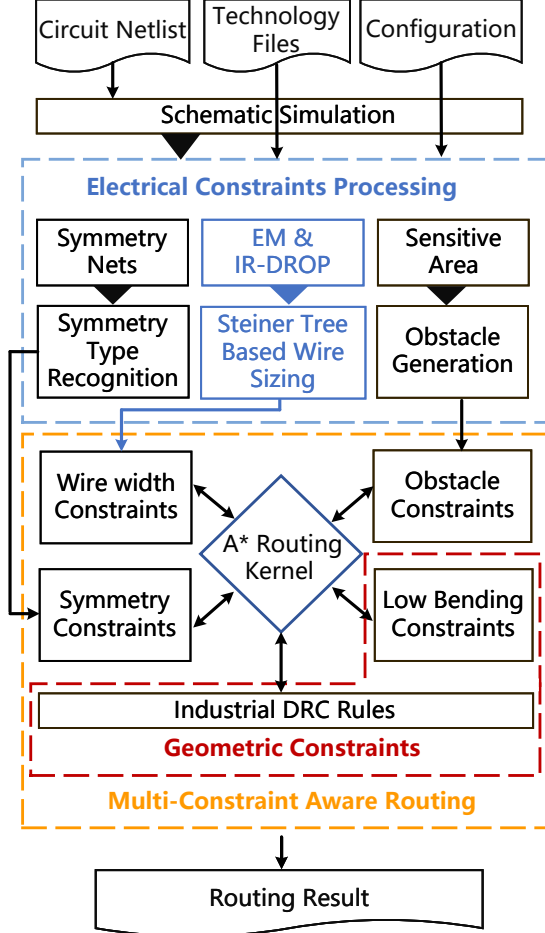 Circuit Netlist
Technology
Files
Configuration
Schematic Simulation
Electrical Constraints Processing
Symmetry
Nets
EM &
IR-DROP
Sensitive
Area
Symmetry
Type
Recognition
Steiner Tree
Based Wire
Sizing
Obstacle
Generation
Wire width
Constraints
Obstacle
Constraints
A* Routing
Kernel
Symmetry
Constraints
Low Bending
Constraints
Industrial DRC Rules
Geometric Constraints
Multi-Constraint Aware Routing
Routing Result